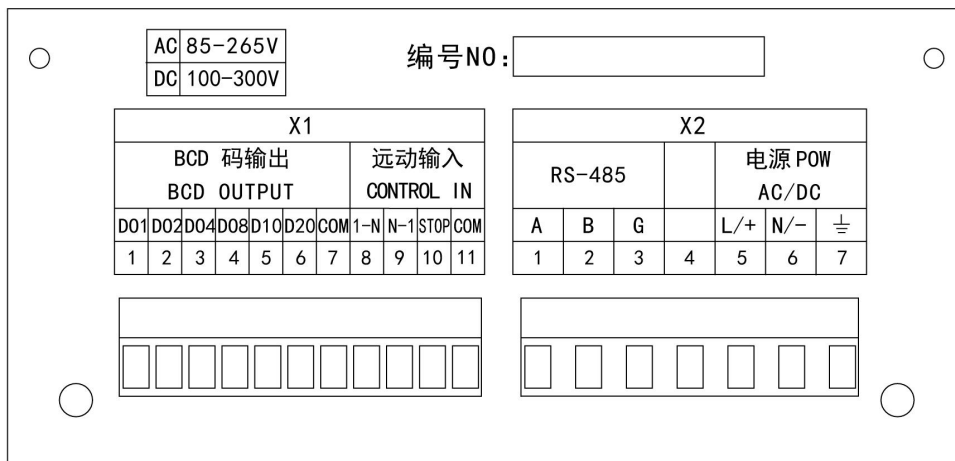 AC 85-265V
DC 100-300V
编号NO:
X1
BCD 码输出 远动输入
BCD OUTPUT CONTROL IN
D01 D02 D04 D08 D10 D20 COM 1-N N-1 STOP COM
1 2 3 4 5 6 7 8 9 10 11
X2
RS-485
电源 POW
AC/DC
A B G L/+ N/- ⏚
1 2 3 4 5 6 7